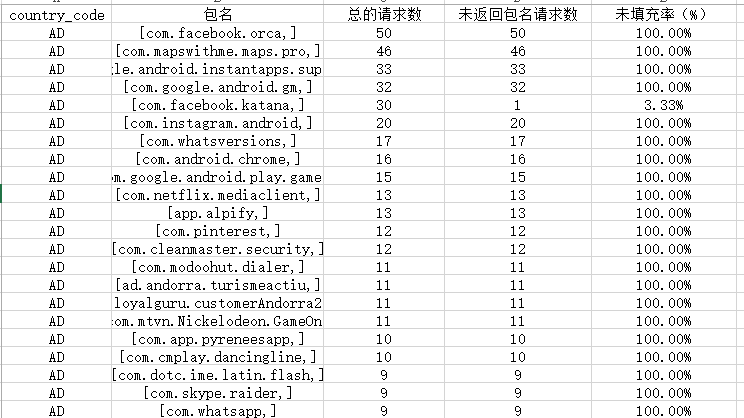 country_code 包名 总的请求数 未返回包名请求数 未填充率（%）
AD [com.facebook.orca,] 50 50 100.00%
AD [com.mapswithme.maps.pro,] 46 46 100.00%
AD gle.android.instantapps.sup 33 33 100.00%
AD [com.google.android.gm,] 32 32 100.00%
AD [com.facebook.katana,] 30 1 3.33%
AD [com.instagram.android,] 20 20 100.00%
AD [com.whatsversions,] 17 17 100.00%
AD [com.android.chrome,] 16 16 100.00%
AD om.google.android.play.game 15 15 100.00%
AD [com.netflix.mediaclient,] 13 13 100.00%
AD [app.alpify,] 13 13 100.00%
AD [com.pinterest,] 12 12 100.00%
AD [com.cleanmaster.security,] 12 12 100.00%
AD [com.modoohut.dialer,] 11 11 100.00%
AD [ad.andorra.turismeactiu,] 11 11 100.00%
AD loyalguru.customerAndorra2 11 11 100.00%
AD com.mtvn.Nickelodeon.GameOn 11 11 100.00%
AD [com.app.pyreneesapp,] 10 10 100.00%
AD [com.cmplay.dancingline,] 10 10 100.00%
AD [com.dotc.ime.latin.flash,] 9 9 100.00%
AD [com.skype.raider,] 9 9 100.00%
AD [com.whatsapp,] 9 9 100.00%